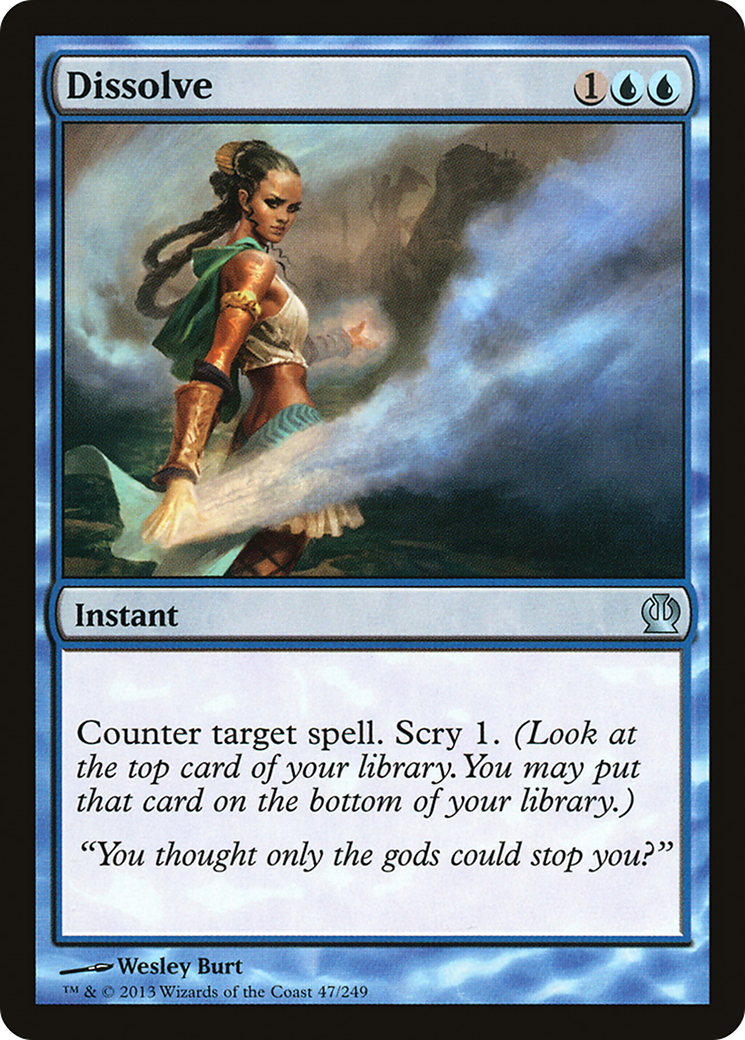 Dissolve 1
Instant
Counter target spell. Scry 1. (Look at
the top card of your library. You may put
that card on the bottom of your library.)
“You thought only the gods could stop you?”
Wesley Burt
™ & © 2013 Wizards of the Coast 47/249